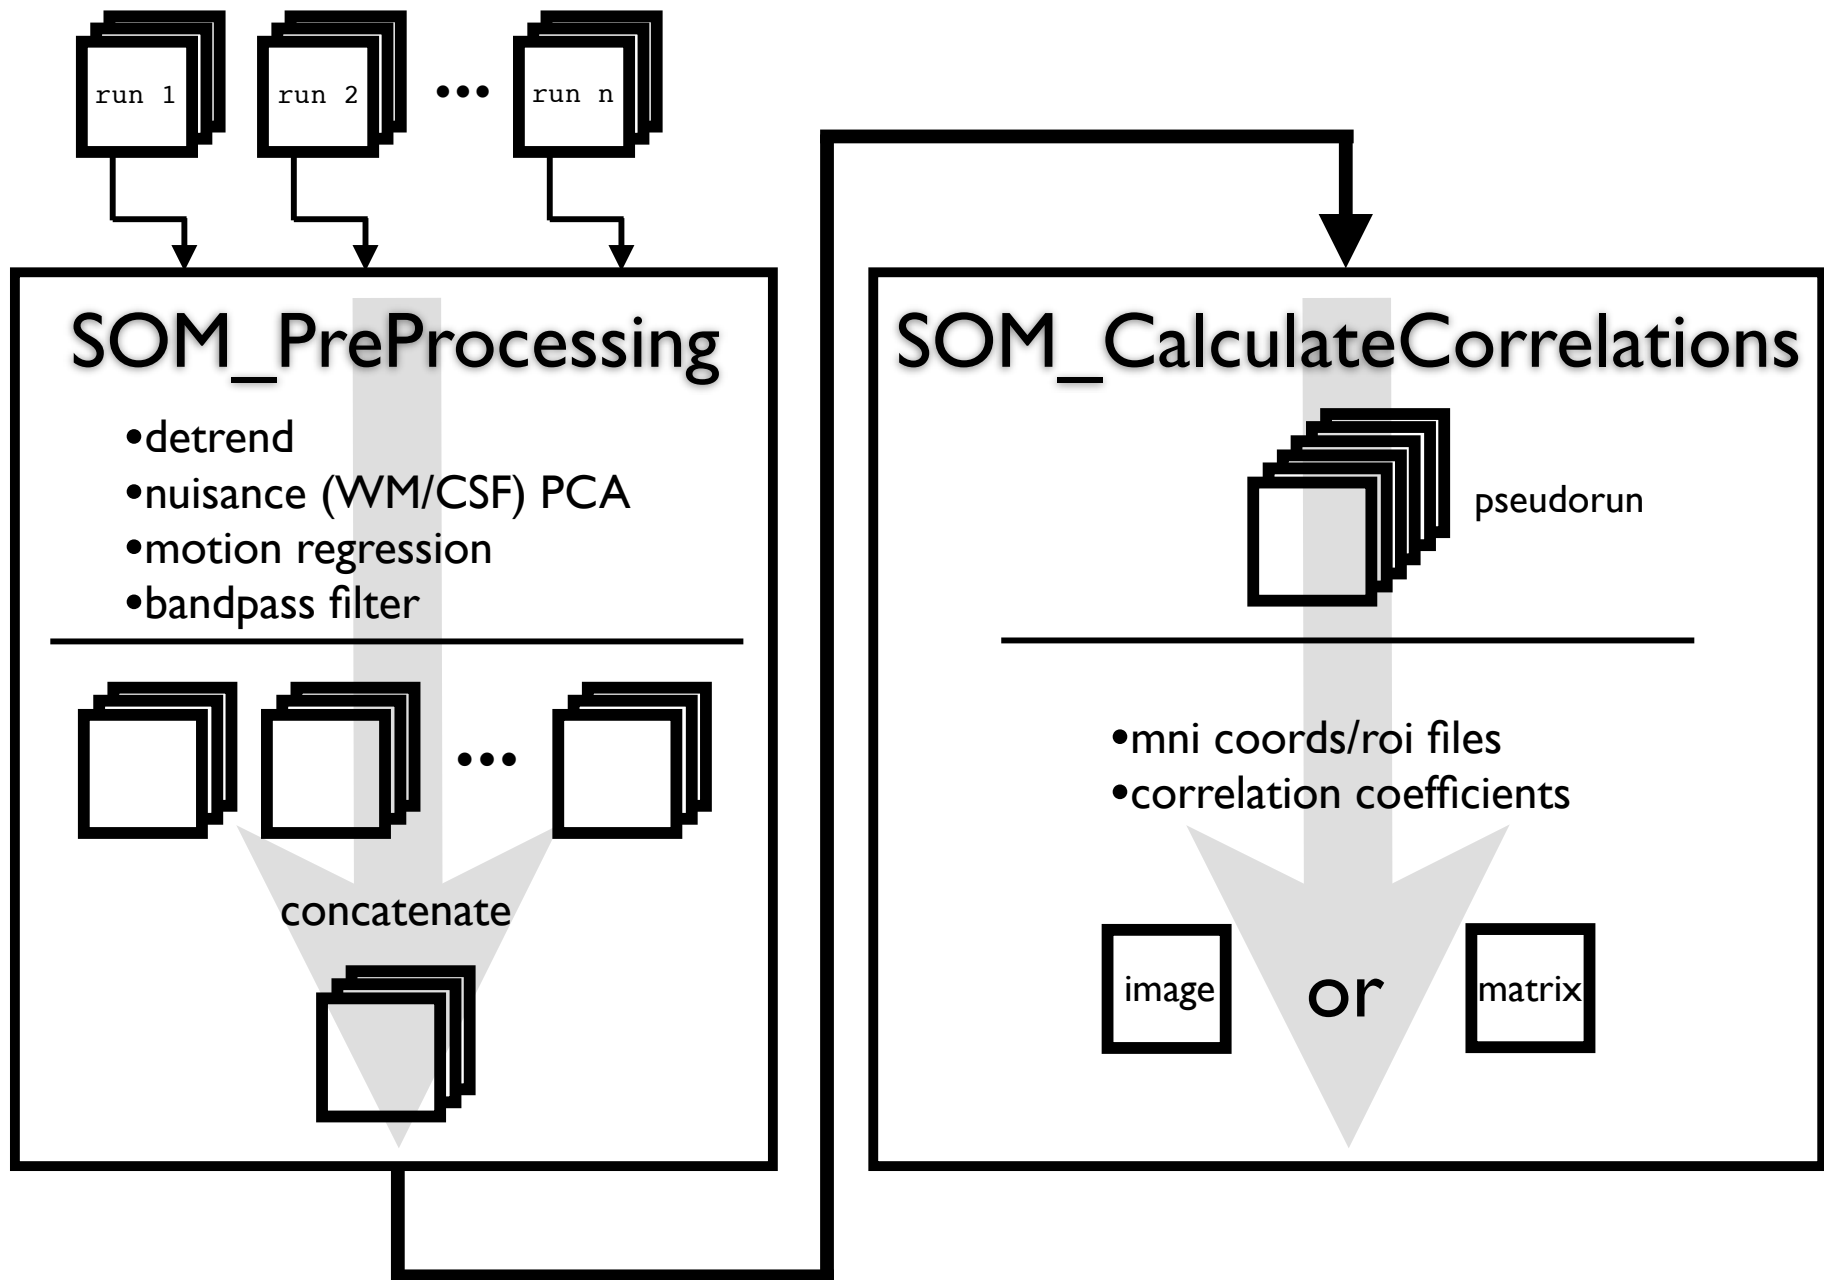 run 1
run 2
•••
run n
SOM_PreProcessing
•detrend
•nuisance (WM/CSF) PCA
•motion regression
•bandpass filter
•••
concatenate
SOM_CalculateCorrelations
pseudorun
•mni coords/roi files
•correlation coefficients
image
or
matrix